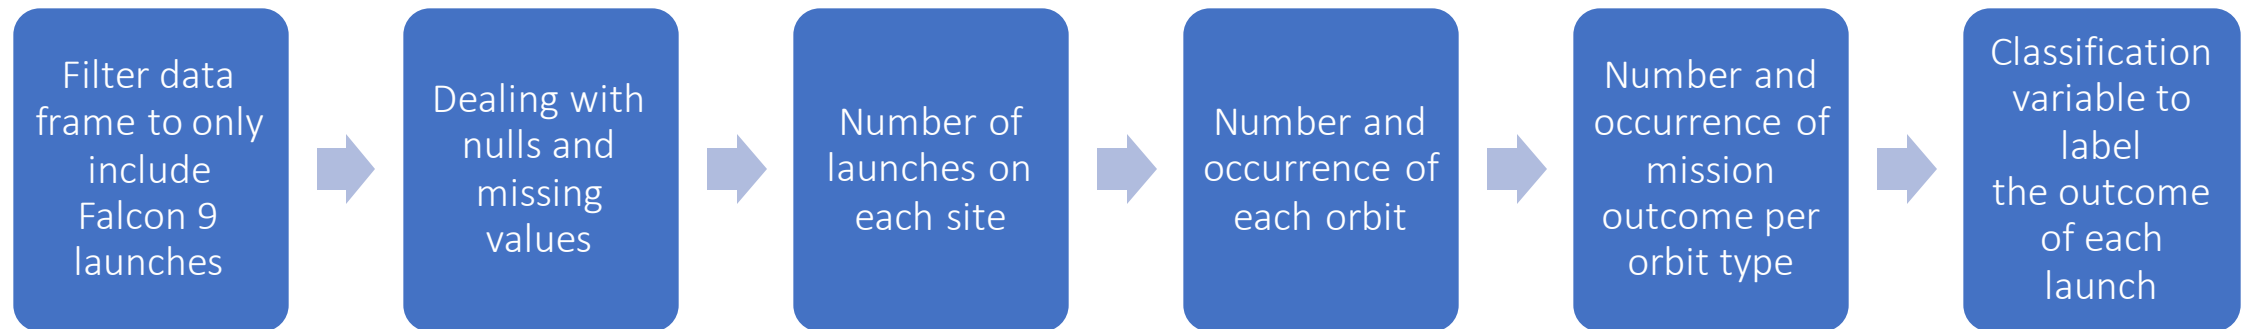 Filter data
frame to only
include
Falcon 9
launches
Dealing with
nulls and
missing
values
Number of
launches on
each site
Number and
occurrence of
each orbit
Number and
occurrence of
mission
outcome per
orbit type
Classification
variable to
label
the outcome
of each
launch